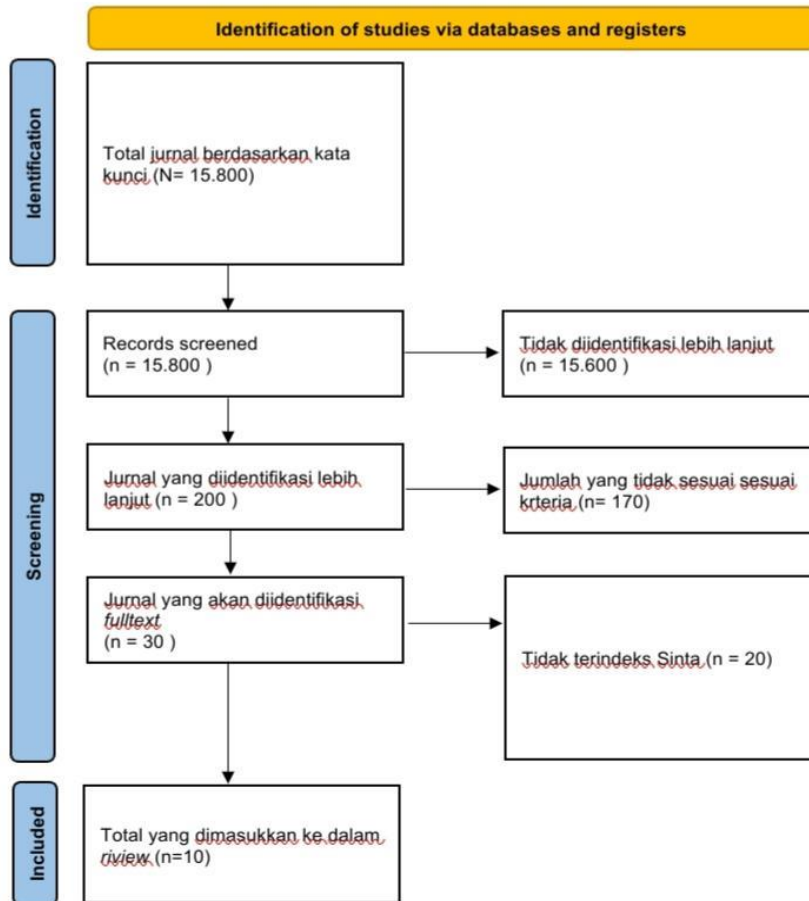 Identification of studies via databases and registers
Identification
Total jurnal berdasarkan kata
kunci (N= 15.800)
Screening
Records screened
(n = 15.800 )
Tidak diidentifikasi lebih lanjut
(n = 15.600 )
Jurnal yang diidentifikasi lebih
lanjut (n = 200 )
Jumlah yang tidak sesuai sesuai
krteria (n= 170)
Jurnal yang akan diidentifikasi
fulltext
(n = 30 )
Tidak terindeks Sinta (n = 20)
Included
Total yang dimasukkan ke dalam
riview (n=10)